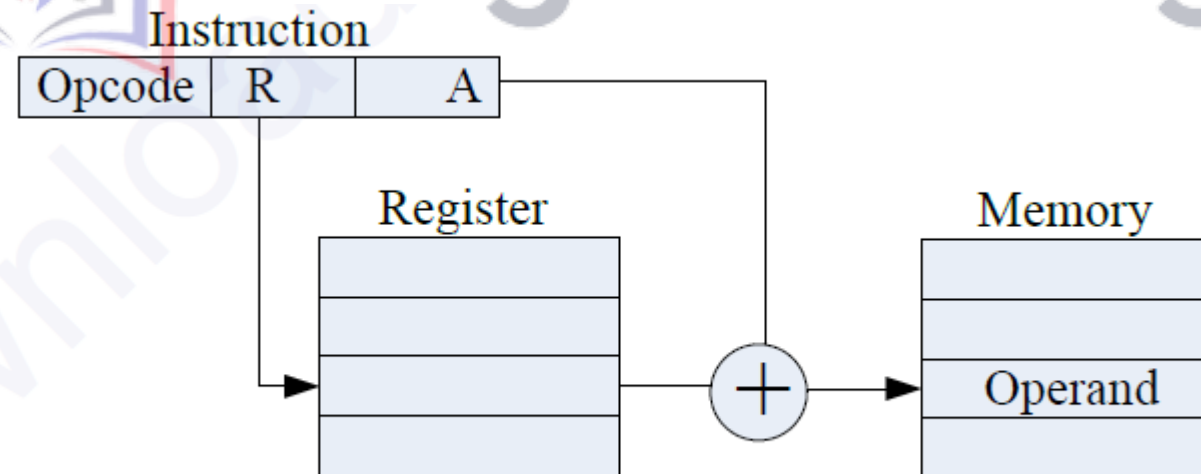 Instruction
Opcode R A
Register
Memory
+
Operand